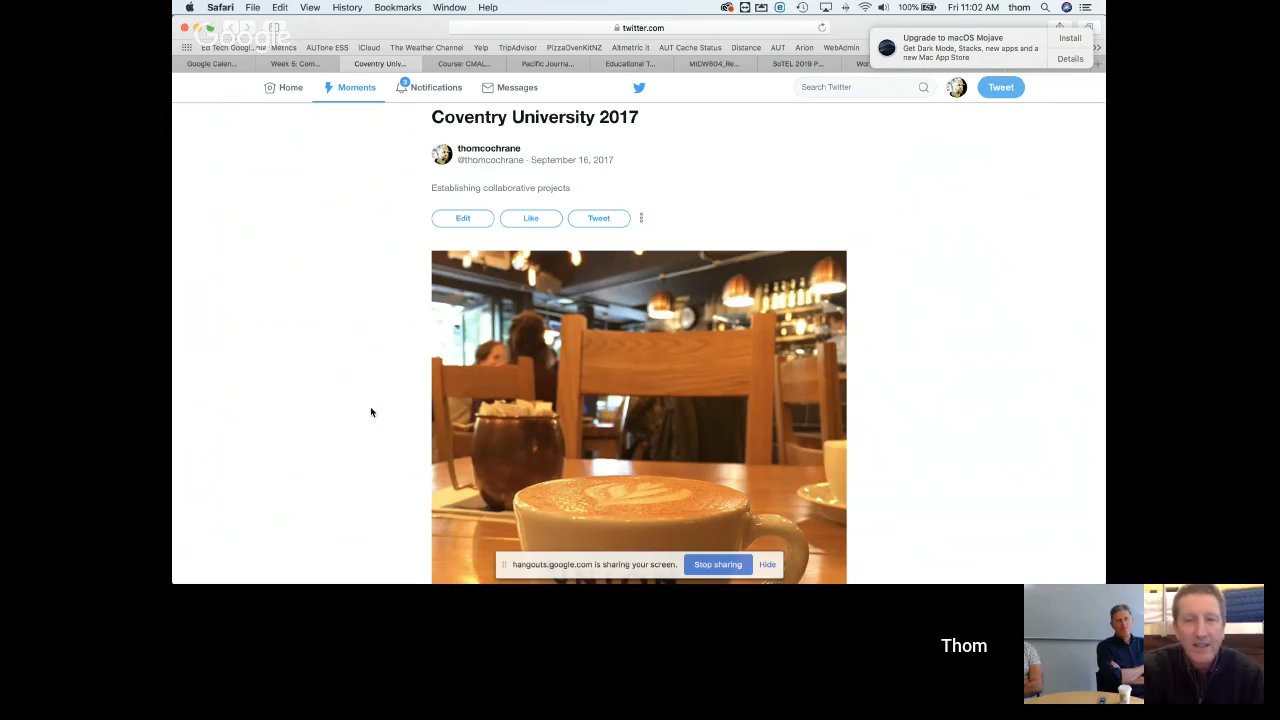 Safari File Edit View History Bookmarks Window Help 100% Fri 11:02 AM thom
Google
twitter.com
Ed Tech Googl... Metrics AUTone ESS iCloud The Weather Channel Yelp TripAdvisor PizzaOvenKitNZ Altmetric it AUT Cache Status Distance AUT Arion WebAdmin
Upgrade to macOS Mojave
Get Dark Mode, Stacks, new apps and a
new Mac App Store
Install
Details
Google Calen... Week 5: Com... Coventry Univ... Course: CMAL... Pacific Journa... Educational T... MIDW604_Re... SoTEL 2019 P...
Home Moments 3 Notifications Messages Search Twitter Tweet
Coventry University 2017
thomcochrane
@thomcochrane · September 16, 2017
Establishing collaborative projects
Edit Like Tweet
hangouts.google.com is sharing your screen. Stop sharing Hide
Thom